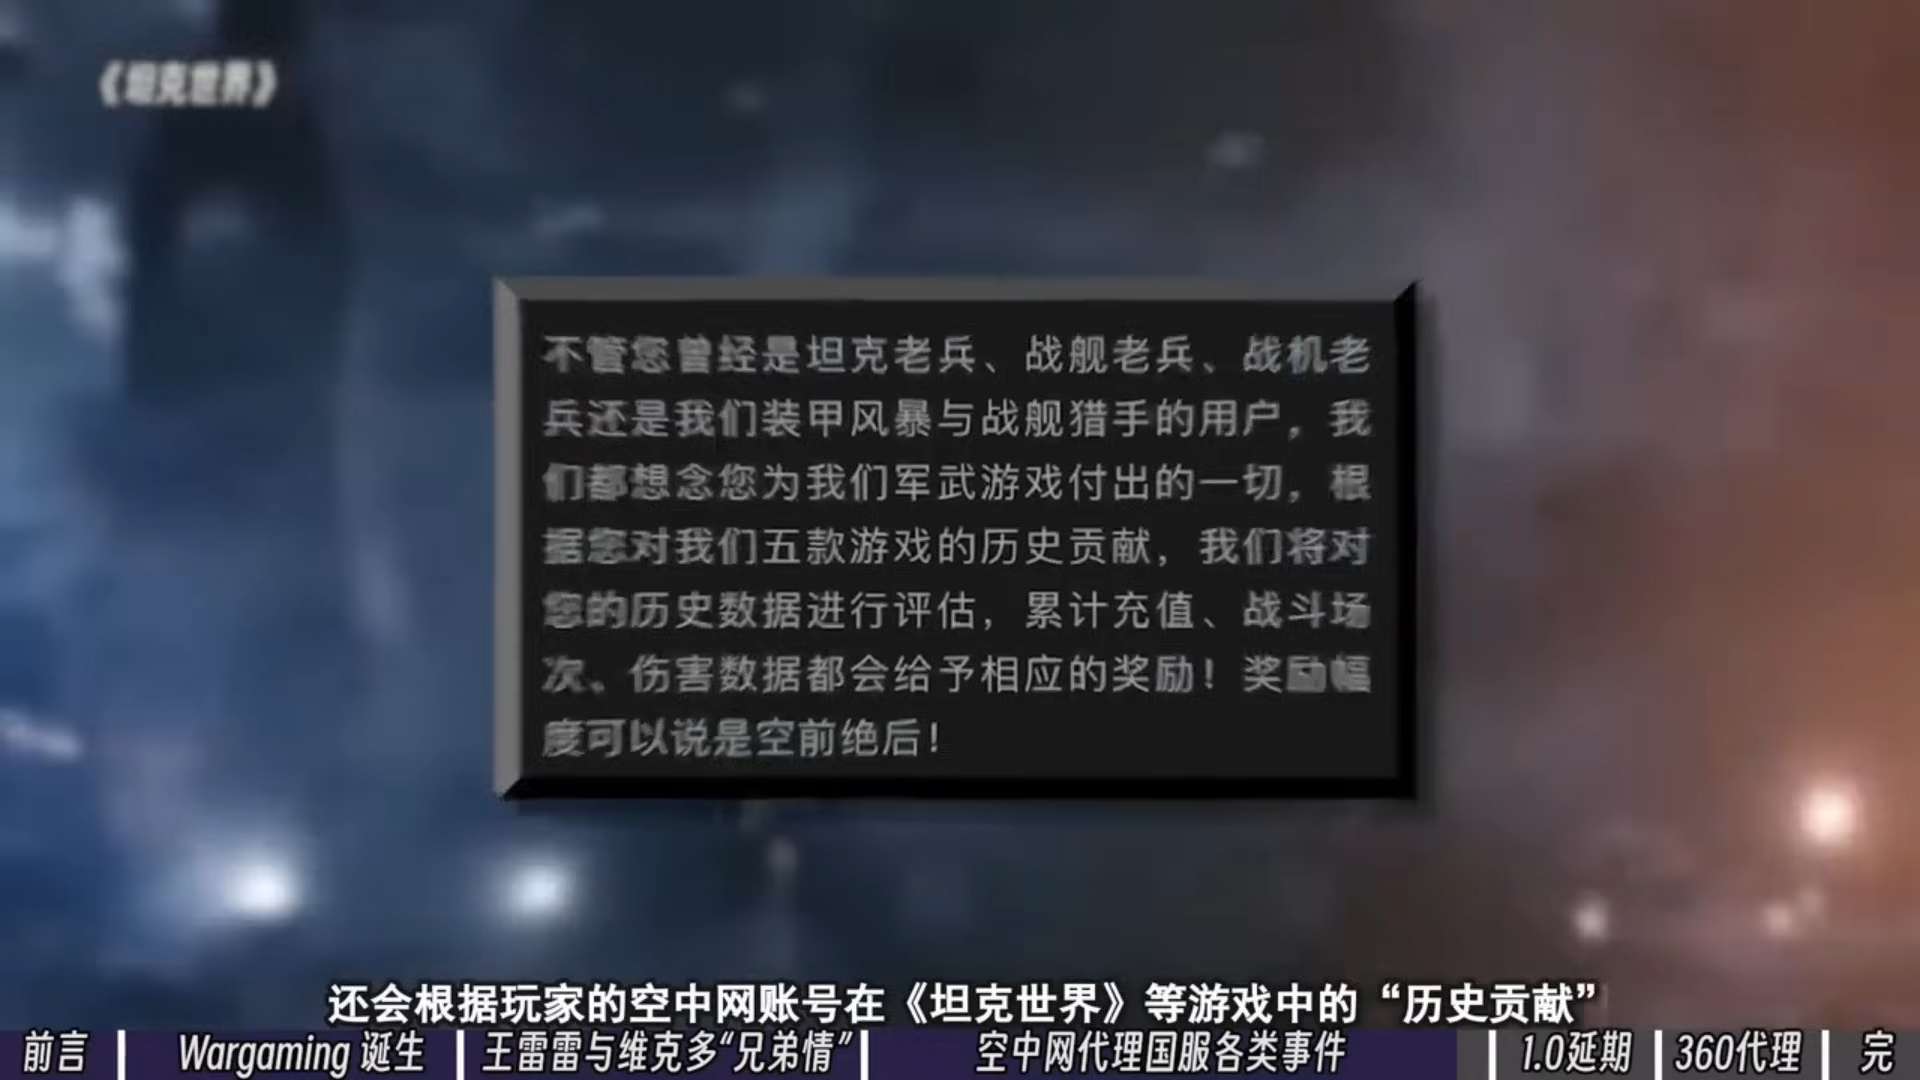 《坦克世界》
不管您曾经是坦克老兵、战舰老兵、战机老
兵还是我们装甲风暴与战舰猎手的用户，我
们都想念您为我们军武游戏付出的一切，根
据您对我们五款游戏的历史贡献，我们将对
您的历史数据进行评估，累计充值、战斗场
次、伤害数据都会给予相应的奖励！奖励幅
度可以说是空前绝后！
还会根据玩家的空中网账号在《坦克世界》等游戏中的“历史贡献”
前言
Wargaming 诞生
王雷雷与维克多“兄弟情”
空中网代理国服各类事件
1.0延期
360代理
完